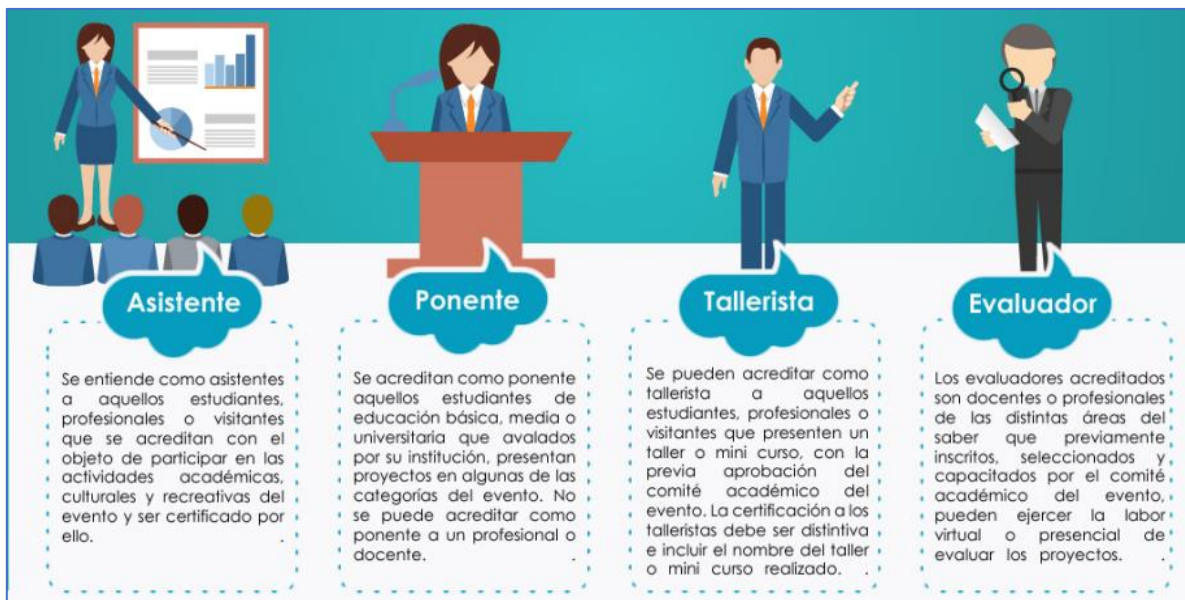 Asistente
Se entiende como asistentes
a aquellos estudiantes,
profesionales o visitantes
que se acreditan con el
objeto de participar en las
actividades académicas,
culturales y recreativas del
evento y ser certificado por
ello. .
Ponente
Se acreditan como ponente
aquellos estudiantes de
educación básica, media o
universitaria que avalados
por su institución, presentan
proyectos en algunas de las
categorías del evento. No
se puede acreditar como
ponente a un profesional o
docente. .
Tallerista
Se pueden acreditar como
tallerista a aquellos
estudiantes, profesionales o
visitantes que presenten un
taller o mini curso, con la
previa aprobación del
comité académico del
evento. La certificación a los
talleristas debe ser distintiva
e incluir el nombre del taller
o mini curso realizado. .
Evaluador
Los evaluadores acreditados
son docentes o profesionales
de las distintas áreas del
saber que previamente
inscritos, seleccionados y
capacitados por el comité
académico del evento,
pueden ejercer la labor
virtual o presencial de
evaluar los proyectos. .